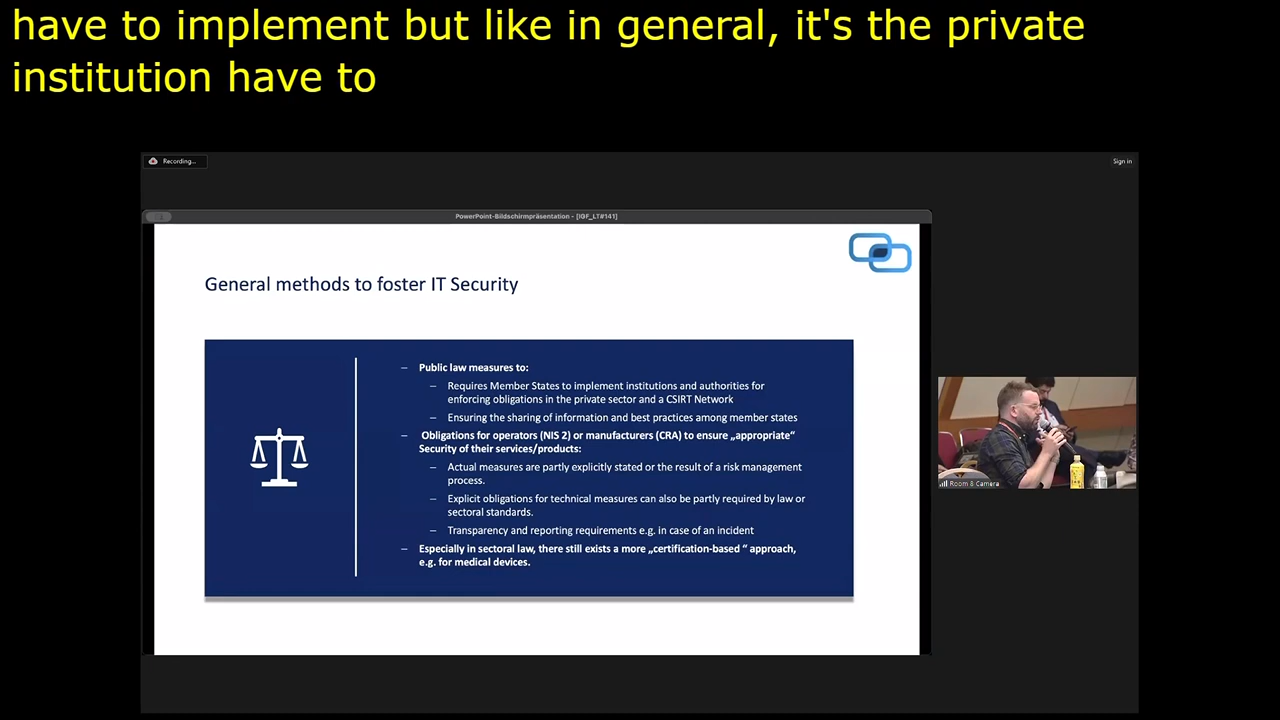 have to implement but like in general, it's the private
institution have to
Recording...
Sign in
PowerPoint-Bildschirmpräsentation - [IGF_LT#141]
General methods to foster IT Security
– Public law measures to:
– Requires Member States to implement institutions and authorities for
enforcing obligations in the private sector and a CSIRT Network
– Ensuring the sharing of information and best practices among member states
– Obligations for operators (NIS 2) or manufacturers (CRA) to ensure „appropriate“
Security of their services/products:
– Actual measures are partly explicitly stated or the result of a risk management
process.
– Explicit obligations for technical measures can also be partly required by law or
sectoral standards.
– Transparency and reporting requirements e.g. in case of an incident
– Especially in sectoral law, there still exists a more „certification-based “ approach,
e.g. for medical devices.
Room 8 Camera